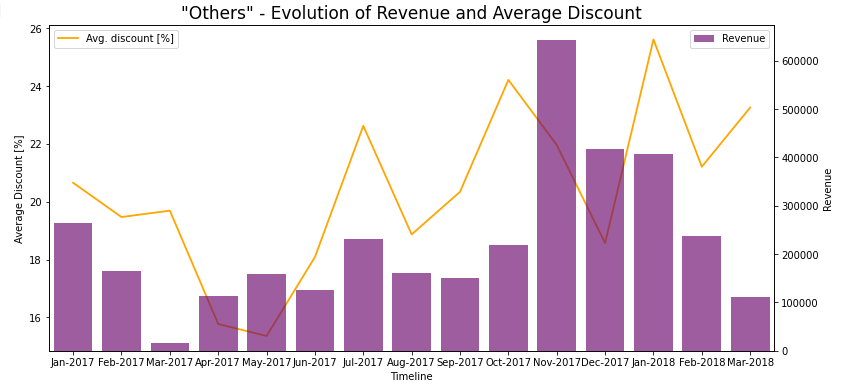 "Others" - Evolution of Revenue and Average Discount
Avg. discount [%]
Revenue
26
24
22
20
18
16
Average Discount [%]
600000
500000
400000
300000
200000
100000
0
Revenue
Jan-2017 Feb-2017 Mar-2017 Apr-2017 May-2017 Jun-2017 Jul-2017 Aug-2017 Sep-2017 Oct-2017 Nov-2017 Dec-2017 Jan-2018 Feb-2018 Mar-2018
Timeline